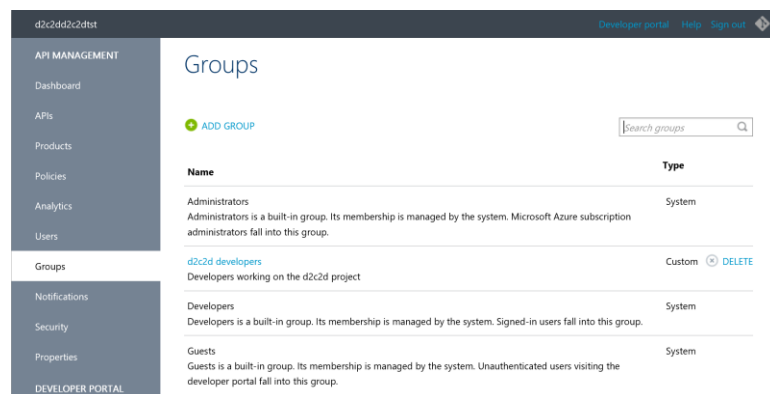 d2c2dd2c2dtst
Developer portal Help Sign out
API MANAGEMENT
Dashboard
APIs
Products
Policies
Analytics
Users
Groups
Notifications
Security
Properties
DEVELOPER PORTAL
Groups
ADD GROUP
Search groups
Name Type
Administrators System
Administrators is a built-in group. Its membership is managed by the system. Microsoft Azure subscription
administrators fall into this group.
d2c2d developers Custom DELETE
Developers working on the d2c2d project
Developers System
Developers is a built-in group. Its membership is managed by the system. Signed-in users fall into this group.
Guests System
Guests is a built-in group. Its membership is managed by the system. Unauthenticated users visiting the
developer portal fall into this group.